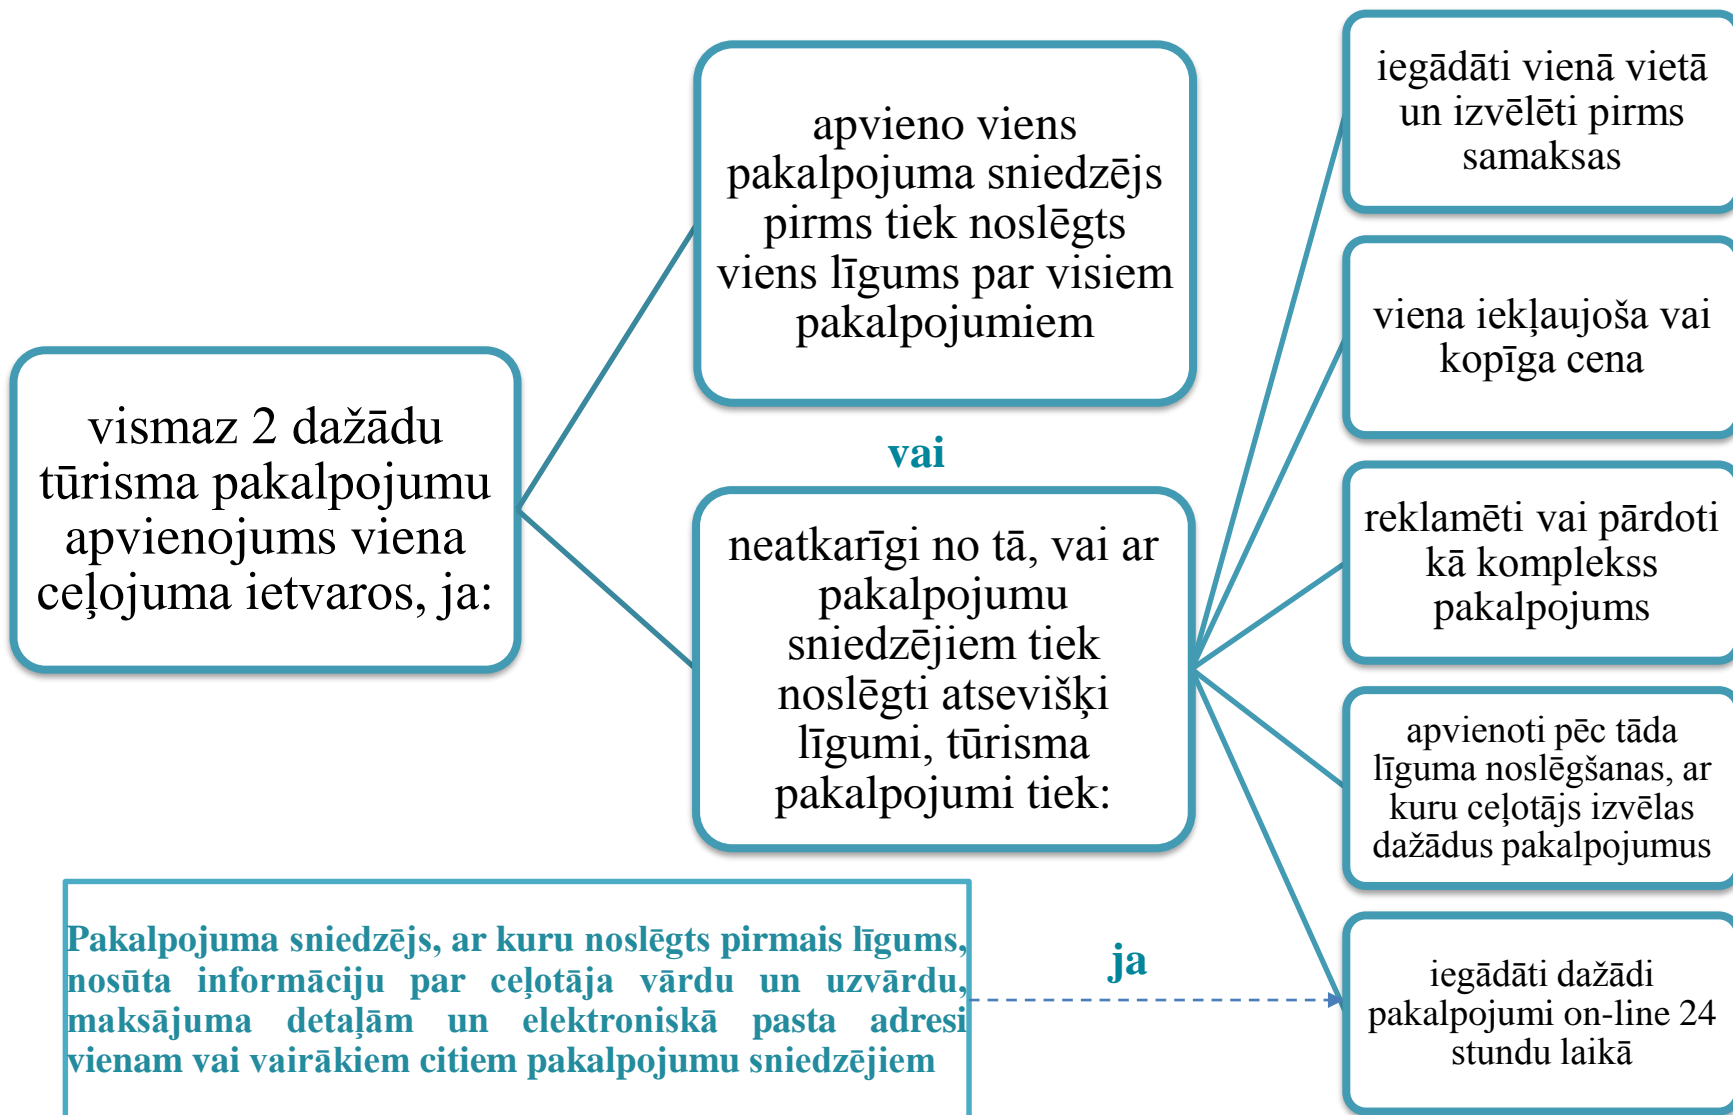 vismaz 2 dažādu
tūrisma pakalpojumu
apvienojums viena
ceļojuma ietvaros, ja:
apvieno viens
pakalpojuma sniedzējs
pirms tiek noslēgts
viens līgums par visiem
pakalpojumiem
vai
neatkarīgi no tā, vai ar
pakalpojumu
sniedzējiem tiek
noslēgti atsevišķi
līgumi, tūrisma
pakalpojumi tiek:
iegādāti vienā vietā
un izvēlēti pirms
samaksas
viena iekļaujoša vai
kopīga cena
reklamēti vai pārdoti
kā komplekss
pakalpojums
apvienoti pēc tāda
līguma noslēgšanas, ar
kuru ceļotājs izvēlas
dažādus pakalpojumus
iegādāti dažādi
pakalpojumi on-line 24
stundu laikā
ja
Pakalpojuma sniedzējs, ar kuru noslēgts pirmais līgums,
nosūta informāciju par ceļotāja vārdu un uzvārdu,
maksājuma detaļām un elektroniskā pasta adresi
vienam vai vairākiem citiem pakalpojumu sniedzējiem